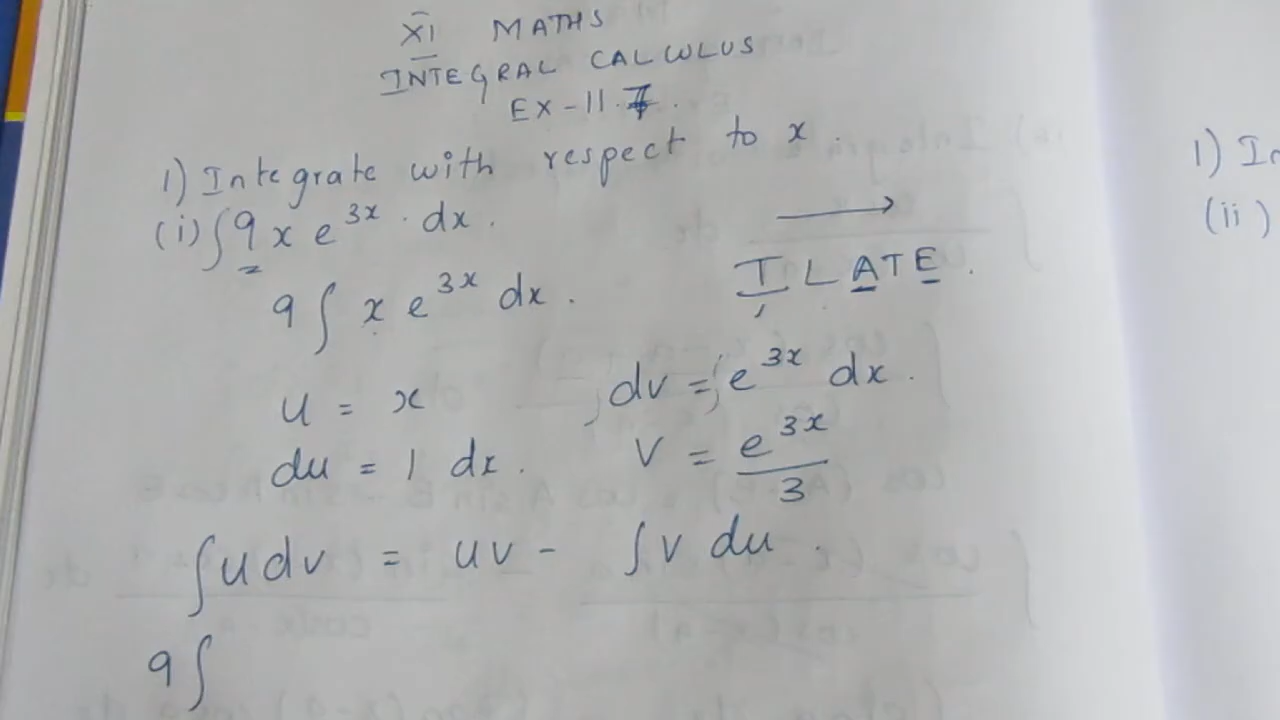 XI MATHS
INTEGRAL CALCULUS
EX-11.7.
1) Integrate with respect to x.
(i) ∫9 x e^3x . dx.
9 ∫ x e^3x dx.
I L A T E.
u = x
dv = e^3x dx.
du = 1 dx.
v = e^3x / 3
∫u dv = uv - ∫v du.
9 ∫
1) In
(ii)